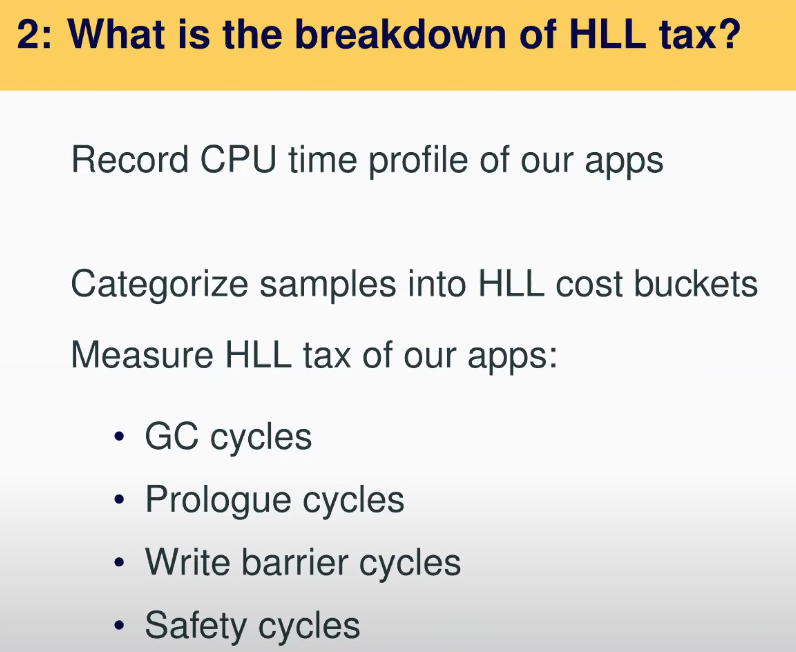 2: What is the breakdown of HLL tax?
Record CPU time profile of our apps
Categorize samples into HLL cost buckets
Measure HLL tax of our apps:
• GC cycles
• Prologue cycles
• Write barrier cycles
• Safety cycles